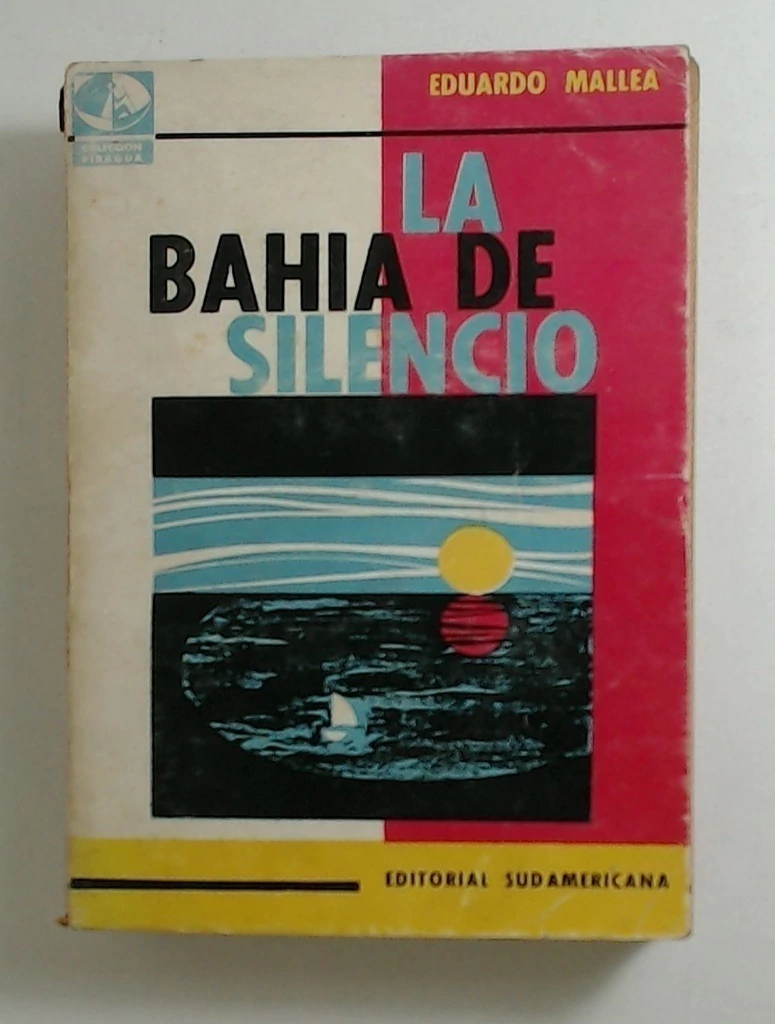 COLECCION
PIRAGUA
EDUARDO MALLEA
LA
BAHIA DE
SILENCIO
EDITORIAL SUDAMERICANA